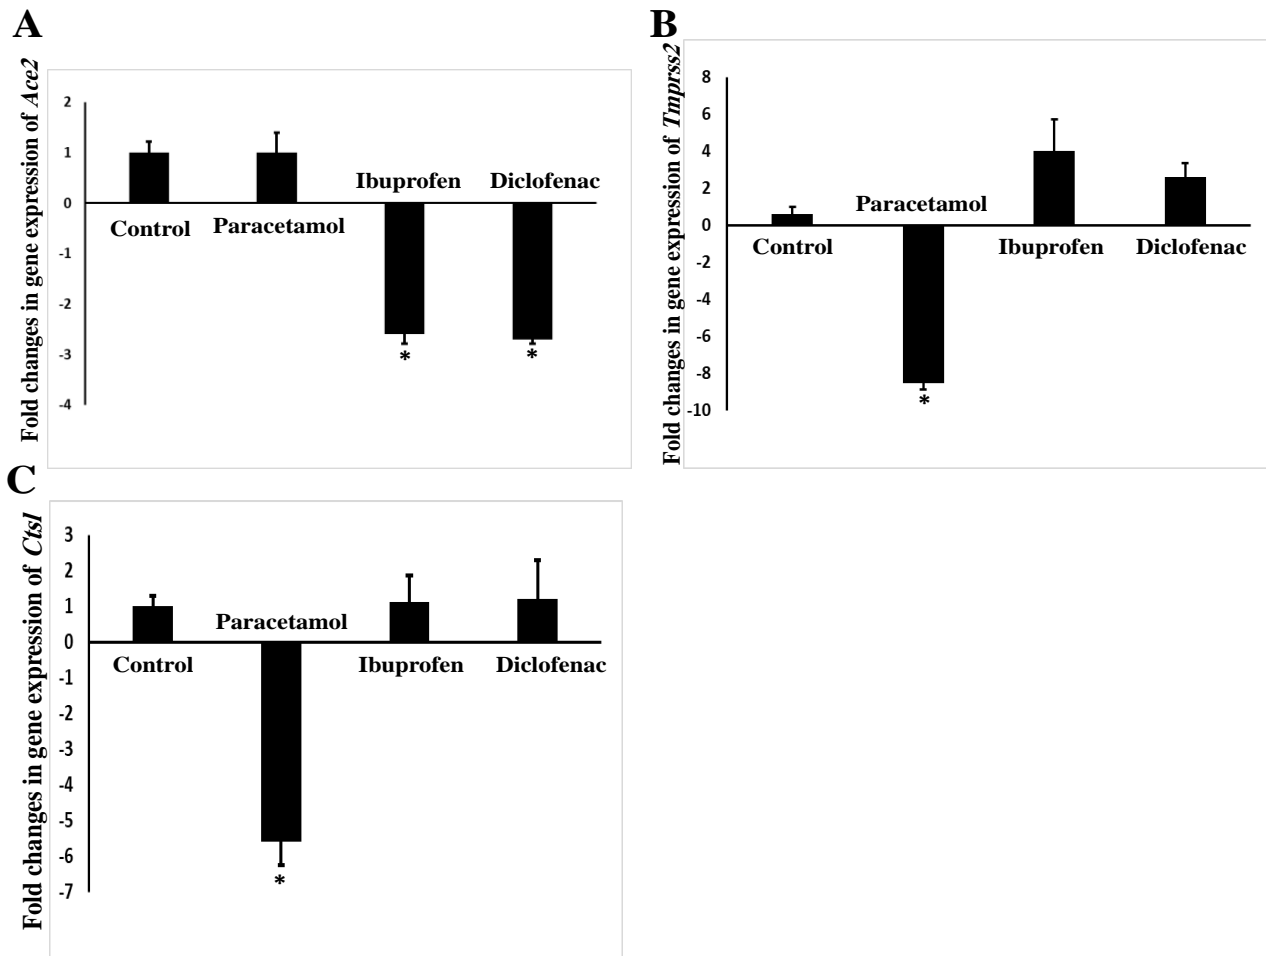 A
Fold changes in gene expression of Ace2
2
1
0
-1
-2
-3
-4
Control
Paracetamol
Ibuprofen
Diclofenac
*
*
B
Fold changes in gene expression of Tmprss2
8
6
4
2
0
-2
-4
-6
-8
-10
Control
Paracetamol
Ibuprofen
Diclofenac
*
C
Fold changes in gene expression of Ctsl
3
2
1
0
-1
-2
-3
-4
-5
-6
-7
Control
Paracetamol
Ibuprofen
Diclofenac
*